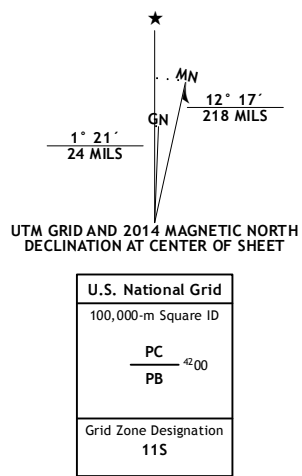 ★
MN
GN
12° 17´
218 MILS
1° 21´
24 MILS
UTM GRID AND 2014 MAGNETIC NORTH
DECLINATION AT CENTER OF SHEET
U.S. National Grid
100,000-m Square ID
PC
4200
PB
Grid Zone Designation
11S